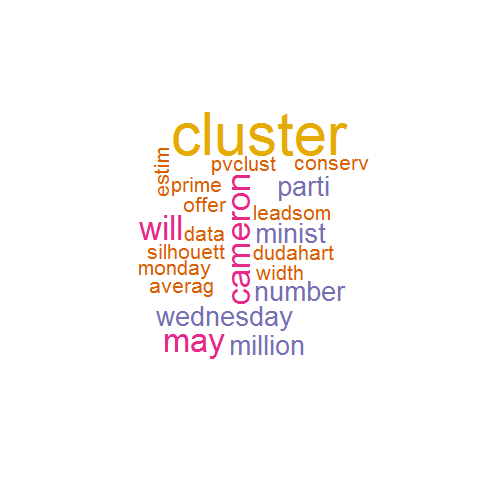 cluster
estim
pvclust
conserv
prime
parti
offer
cameron
leadsom
will
data
minist
silhouett
dudahart
monday
width
averag
number
wednesday
may
million